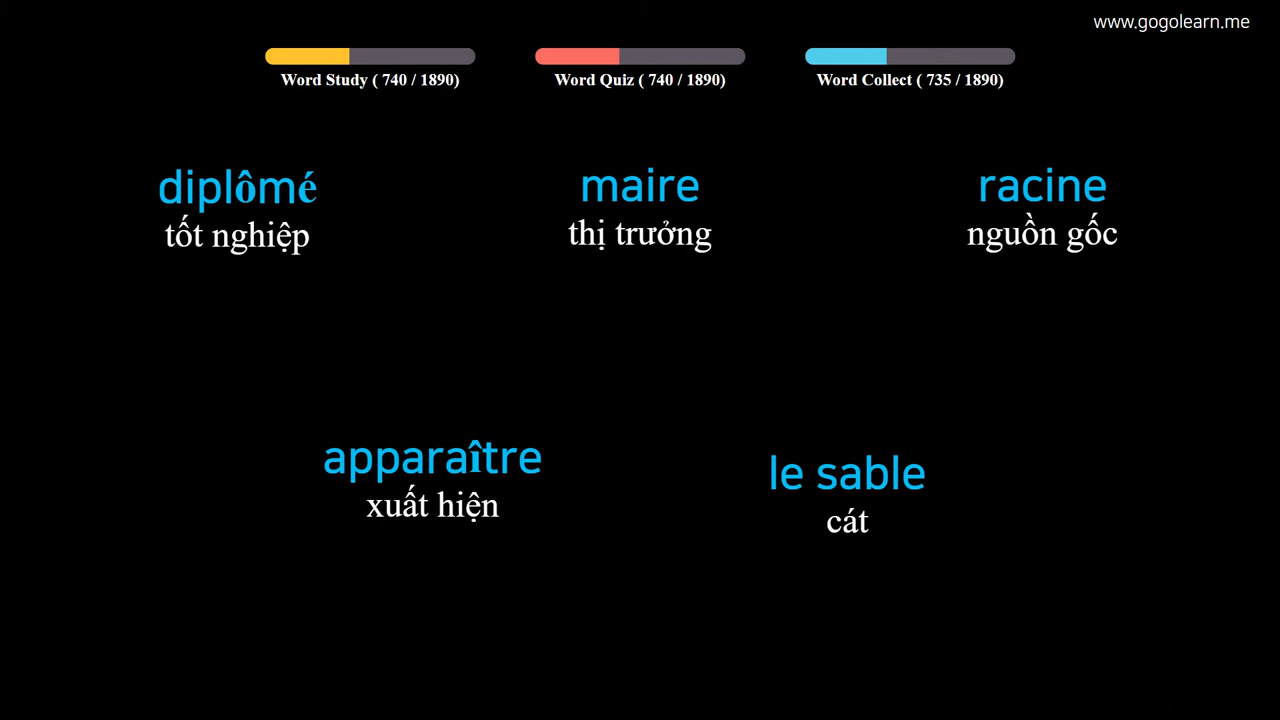 www.gogolearn.me
Word Study ( 740 / 1890)
Word Quiz ( 740 / 1890)
Word Collect ( 735 / 1890)
diplômé
tốt nghiệp
maire
thị trưởng
racine
nguồn gốc
apparaître
xuất hiện
le sable
cát